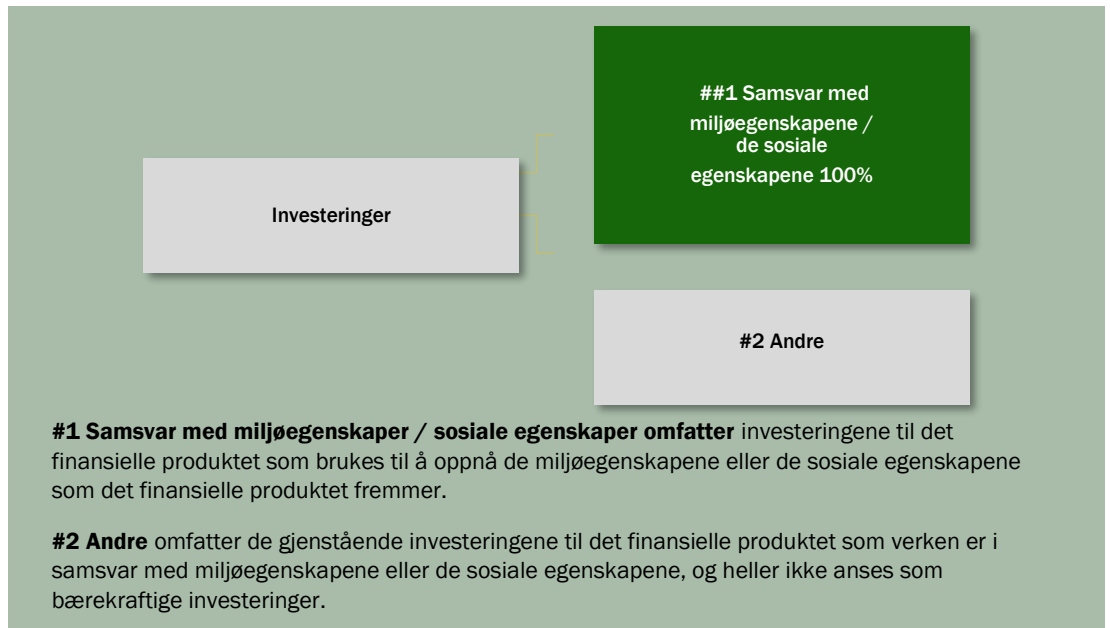 ##1 Samsvar med
miljøegenskapene /
de sosiale
egenskapene 100%
Investeringer
#2 Andre
#1 Samsvar med miljøegenskaper / sosiale egenskaper omfatter investeringene til det
finansielle produktet som brukes til å oppnå de miljøegenskapene eller de sosiale egenskapene
som det finansielle produktet fremmer.
#2 Andre omfatter de gjenstående investeringene til det finansielle produktet som verken er i
samsvar med miljøegenskapene eller de sosiale egenskapene, og heller ikke anses som
bærekraftige investeringer.